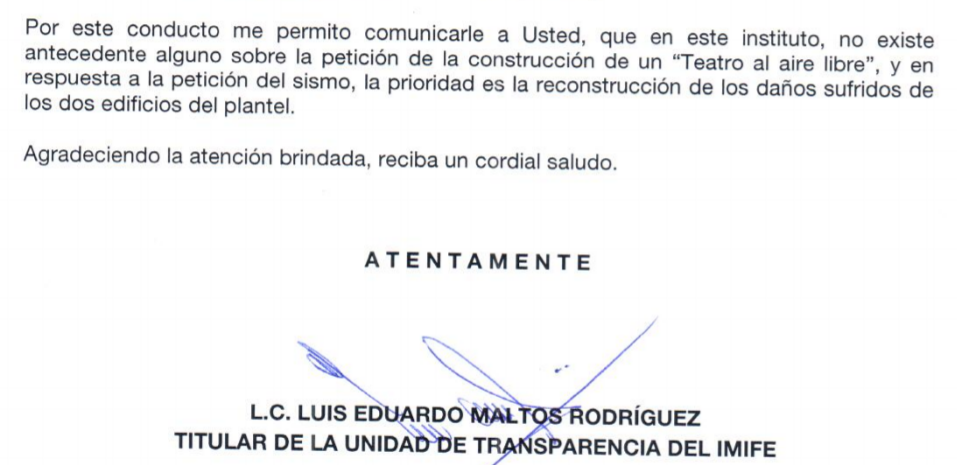 Por este conducto me permito comunicarle a Usted, que en este instituto, no existe
antecedente alguno sobre la petición de la construcción de un “Teatro al aire libre”, y en
respuesta a la petición del sismo, la prioridad es la reconstrucción de los daños sufridos de
los dos edificios del plantel.
Agradeciendo la atención brindada, reciba un cordial saludo.
A T E N T A M E N T E
L.C. LUIS EDUARDO MALTOS RODRÍGUEZ
TITULAR DE LA UNIDAD DE TRANSPARENCIA DEL IMIFE